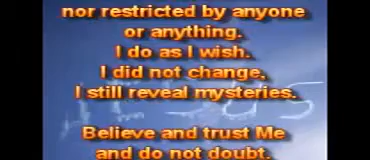 nor restricted by anyone
or anything.
I do as I wish.
I did not change.
I still reveal mysteries.
Believe and trust Me
and do not doubt.